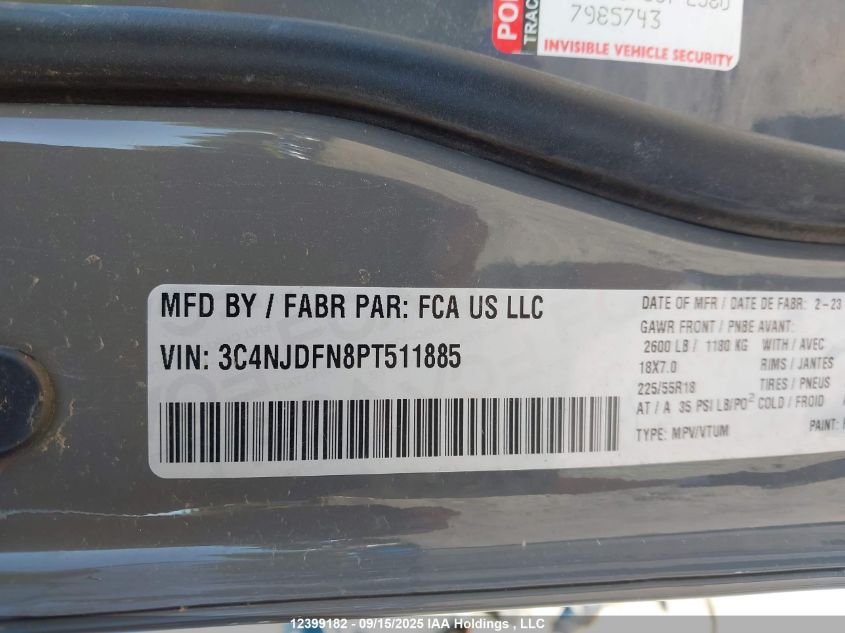 7985743
INVISIBLE VEHICLE SECURITY
MFD BY / FABR PAR: FCA US LLC
VIN: 3C4NJDFN8PT511885
DATE OF MFR / DATE DE FABR: 2-23
GAWR FRONT / PNBE AVANT:
2600 LB / 1180 KG WITH / AVEC
18X7.0 RIMS / JANTES
225/55R18 TIRES / PNEUS
AT / A 35 PSI LB/PO2 COLD / FROID
TYPE: MPV/VTUM PAINT:
12399182 - 09/15/2025 IAA Holdings , LLC